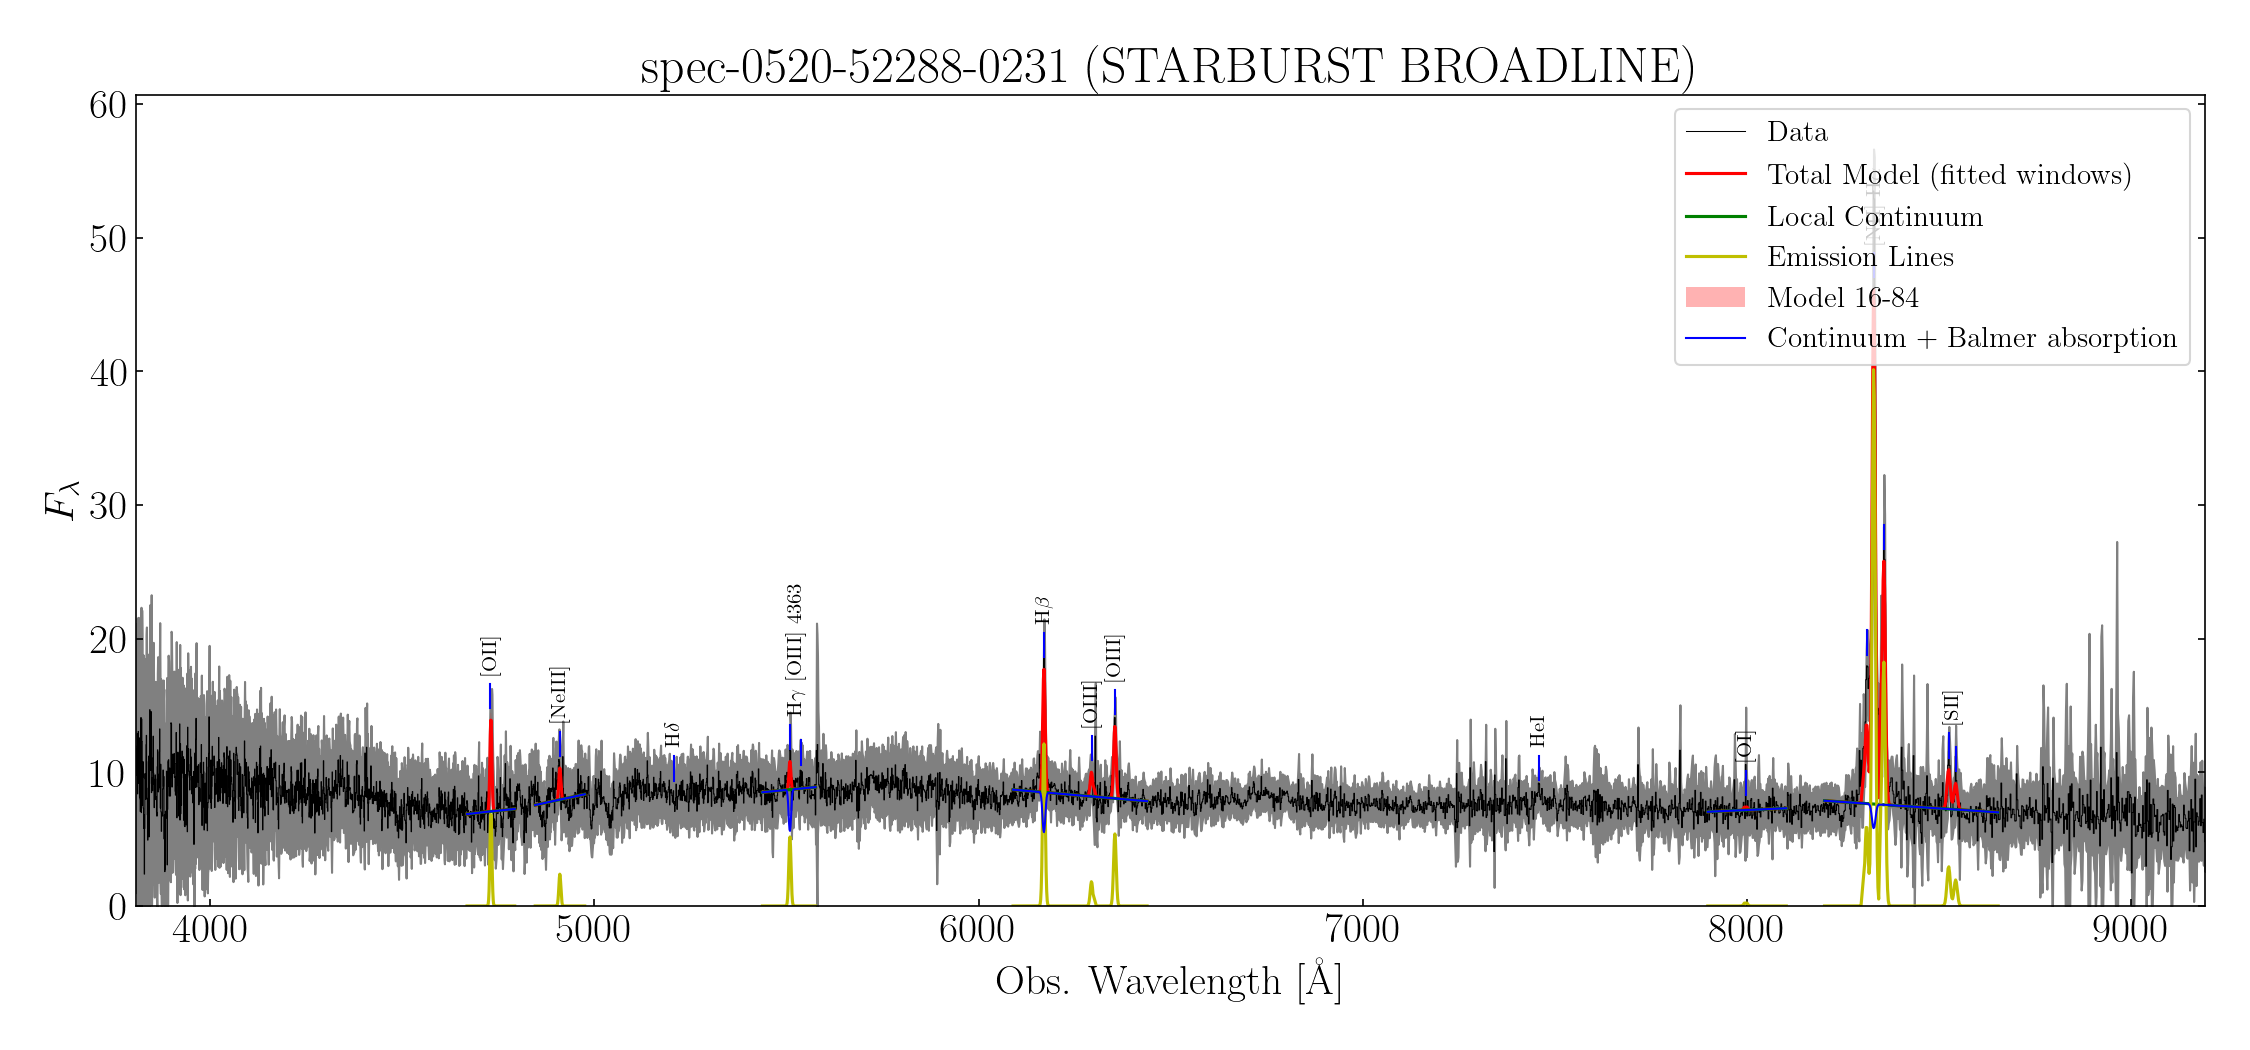 spec-0520-52288-0231 (STARBURST BROADLINE)
60
50
40
30
20
10
0
Fλ
Data
Total Model (fitted windows)
Local Continuum
Emission Lines
Model 16-84
Continuum + Balmer absorption
[OII]
[NeIII]
Hδ
Hγ [OIII] 4363
Hβ
[OIII]
[OIII]
HeI
[OI]
[SII]
4000
5000
6000
7000
8000
9000
Obs. Wavelength [Å]